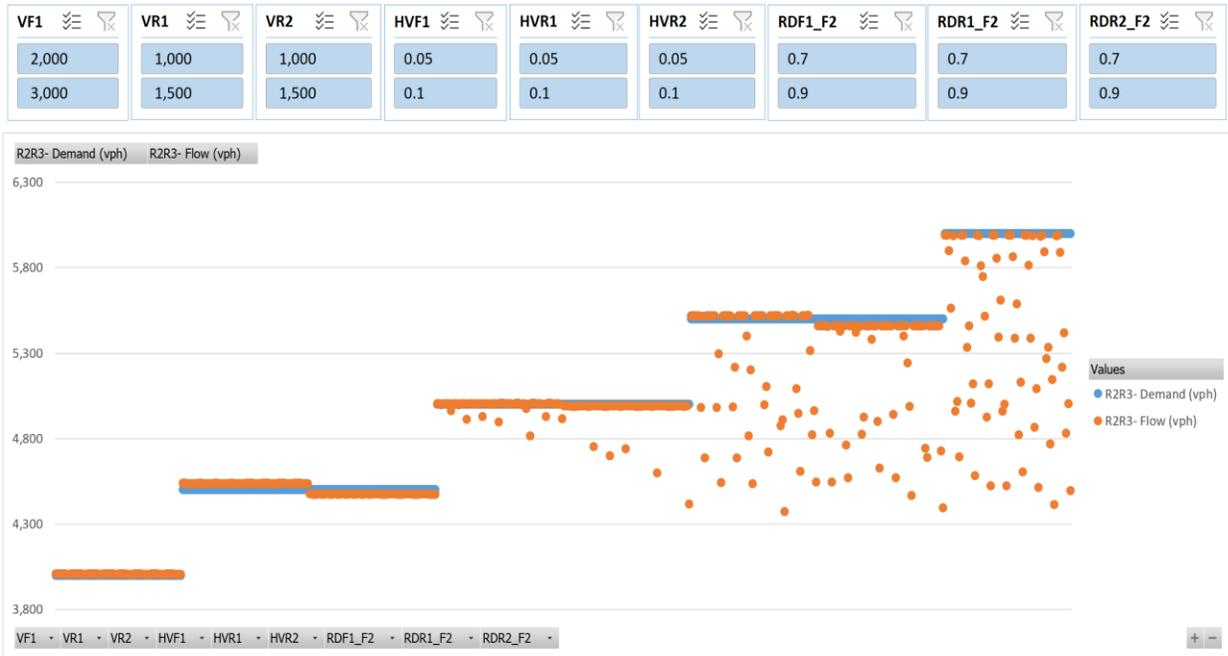 VF1 VR1 VR2 HVF1 HVR1 HVR2 RDF1_F2 RDR1_F2 RDR2_F2
2,000 1,000 1,000 0.05 0.05 0.05 0.7 0.7 0.7
3,000 1,500 1,500 0.1 0.1 0.1 0.9 0.9 0.9
R2R3- Demand (vph) R2R3- Flow (vph)
6,300
5,800
5,300
4,800
4,300
3,800
Values
R2R3- Demand (vph)
R2R3- Flow (vph)
VF1 VR1 VR2 HVF1 HVR1 HVR2 RDF1_F2 RDR1_F2 RDR2_F2